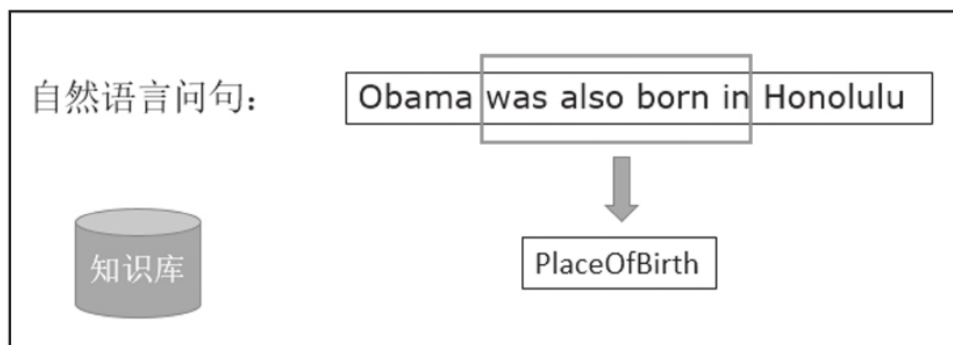 自然语言问句：
Obama was also born in Honolulu
知识库
PlaceOfBirth